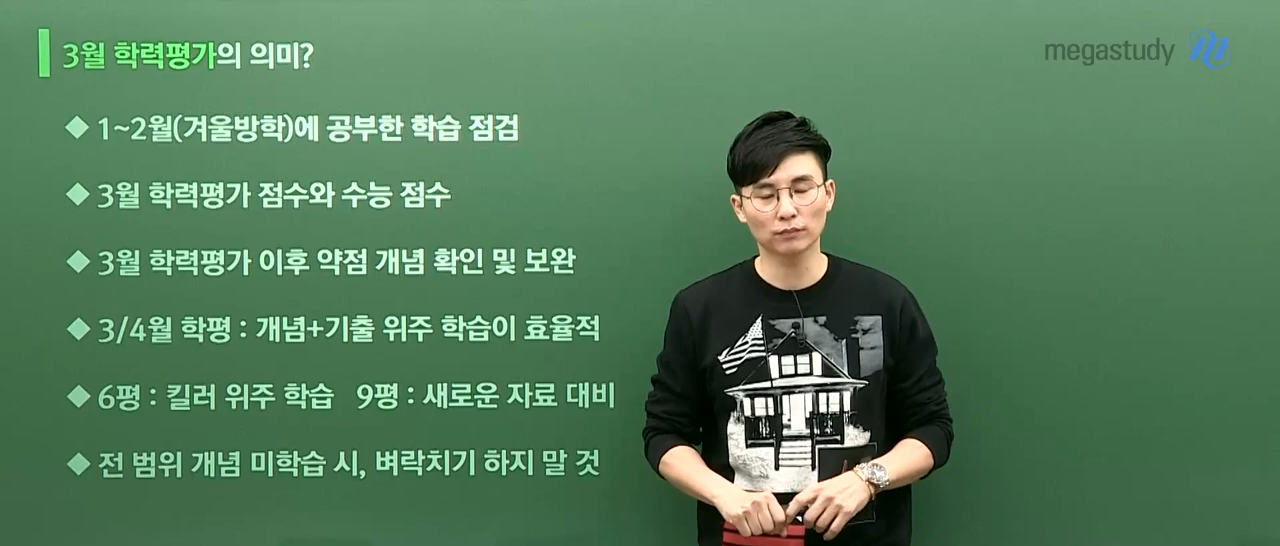 3월 학력평가의 의미?
megastudy
◆ 1~2월(겨울방학)에 공부한 학습 점검
◆ 3월 학력평가 점수와 수능 점수
◆ 3월 학력평가 이후 약점 개념 확인 및 보완
◆ 3/4월 학평 : 개념+기출 위주 학습이 효율적
◆ 6평 : 킬러 위주 학습 9평 : 새로운 자료 대비
◆ 전 범위 개념 미학습 시, 벼락치기 하지 말 것